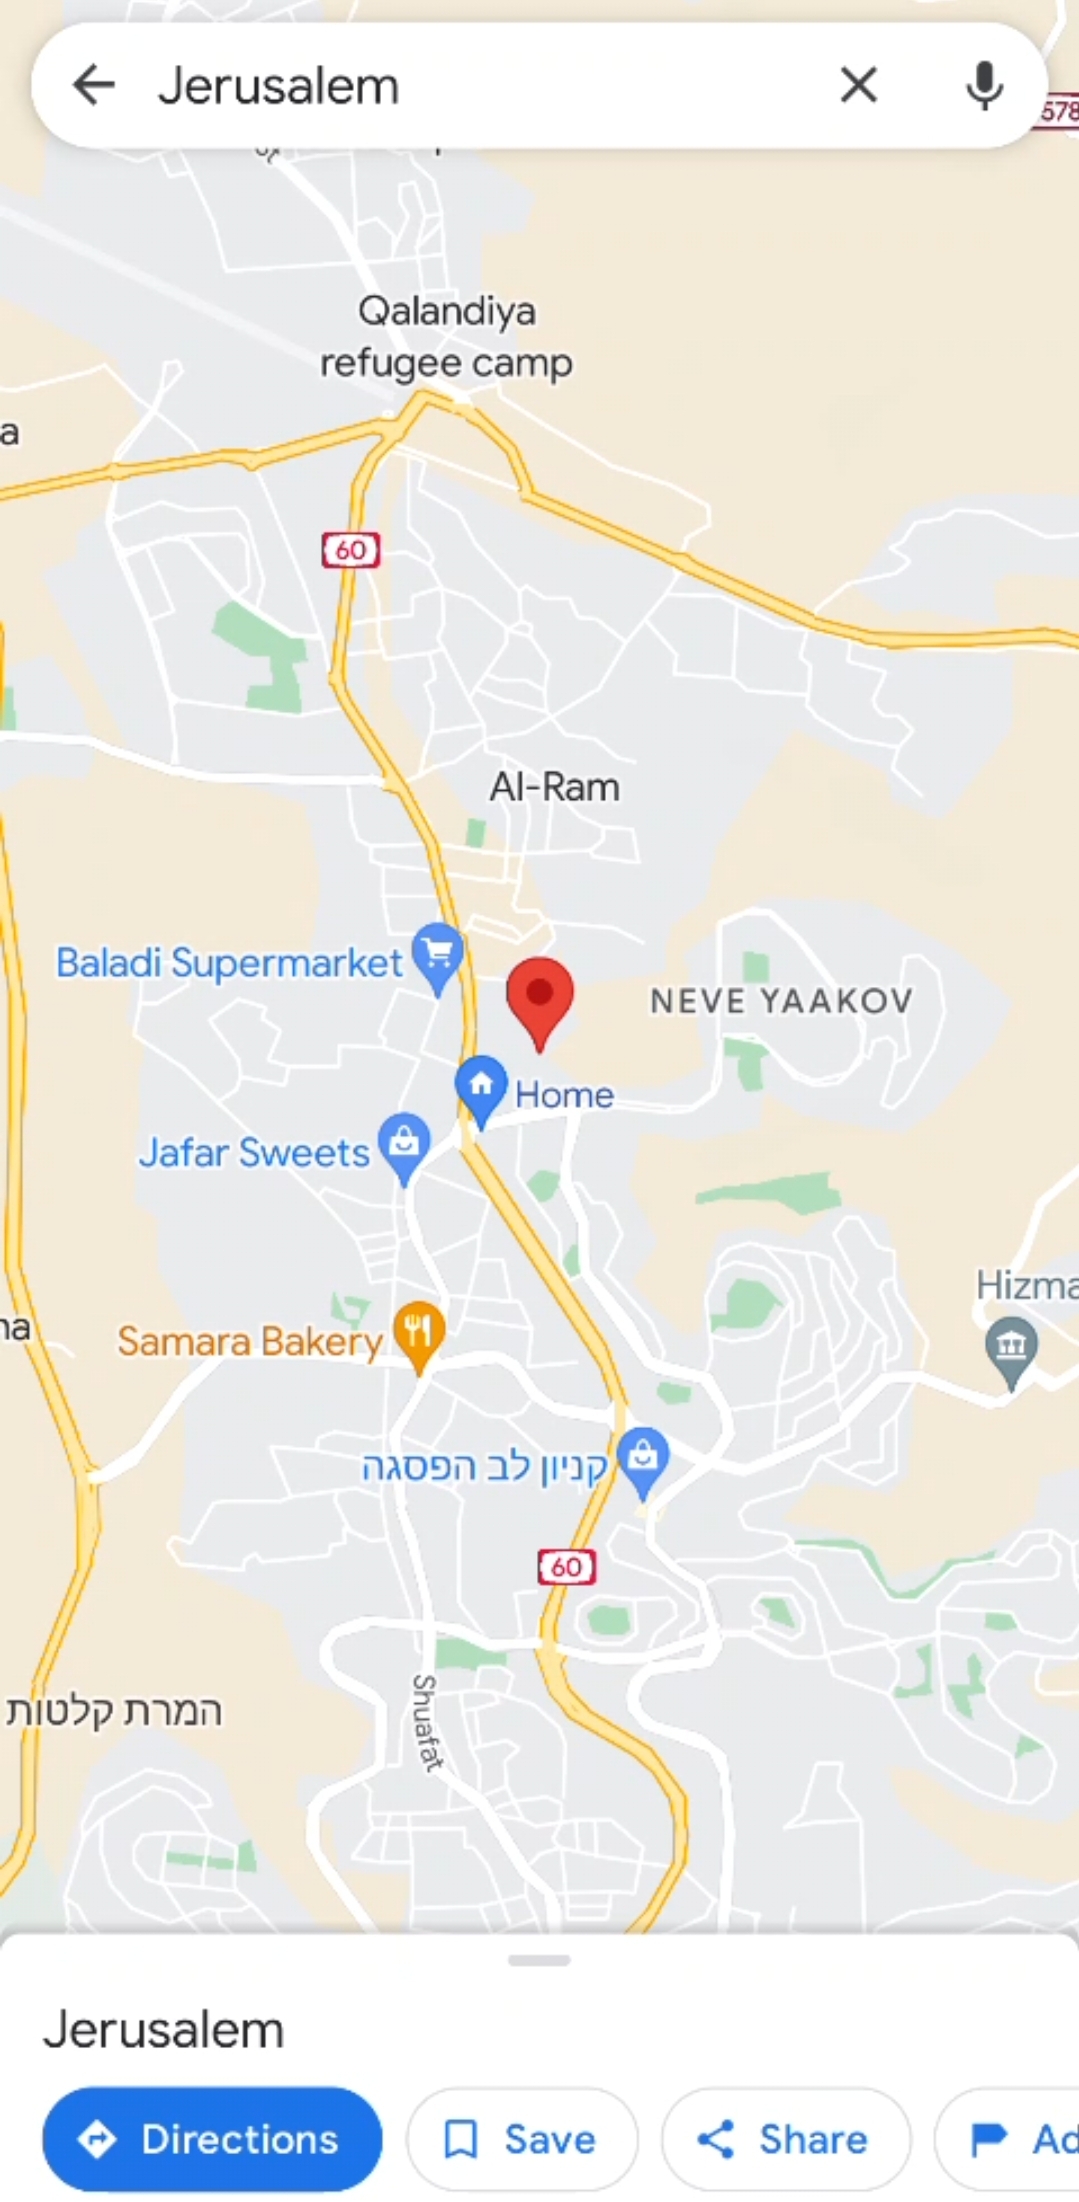 Jerusalem
578
Qalandiya
refugee camp
a
60
Al-Ram
Baladi Supermarket
NEVE YAAKOV
Home
Jafar Sweets
Hizma
na
Samara Bakery
קניון לב הפסגה
60
Shuafat
המרת קלטות
Jerusalem
Directions
Save
Share
Ad